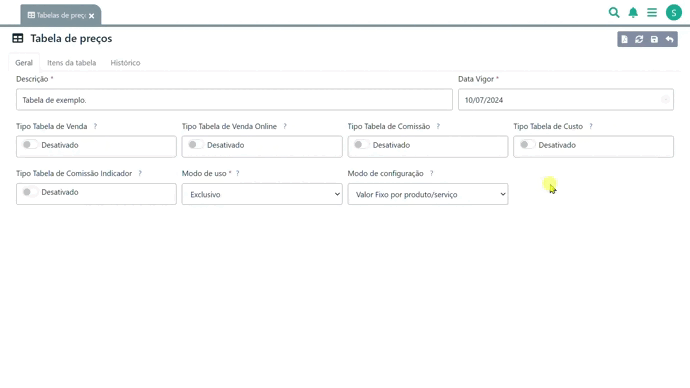 Tabelas de preç
S
Tabela de preços
Geral Itens da tabela Histórico
Descrição * Data Vigor *
Tabela de exemplo. 10/07/2024
Tipo Tabela de Venda ? Tipo Tabela de Venda Online ? Tipo Tabela de Comissão ? Tipo Tabela de Custo ?
Desativado Desativado Desativado Desativado
Tipo Tabela de Comissão Indicador ? Modo de uso * ? Modo de configuração ?
Desativado Exclusivo Valor Fixo por produto/serviço